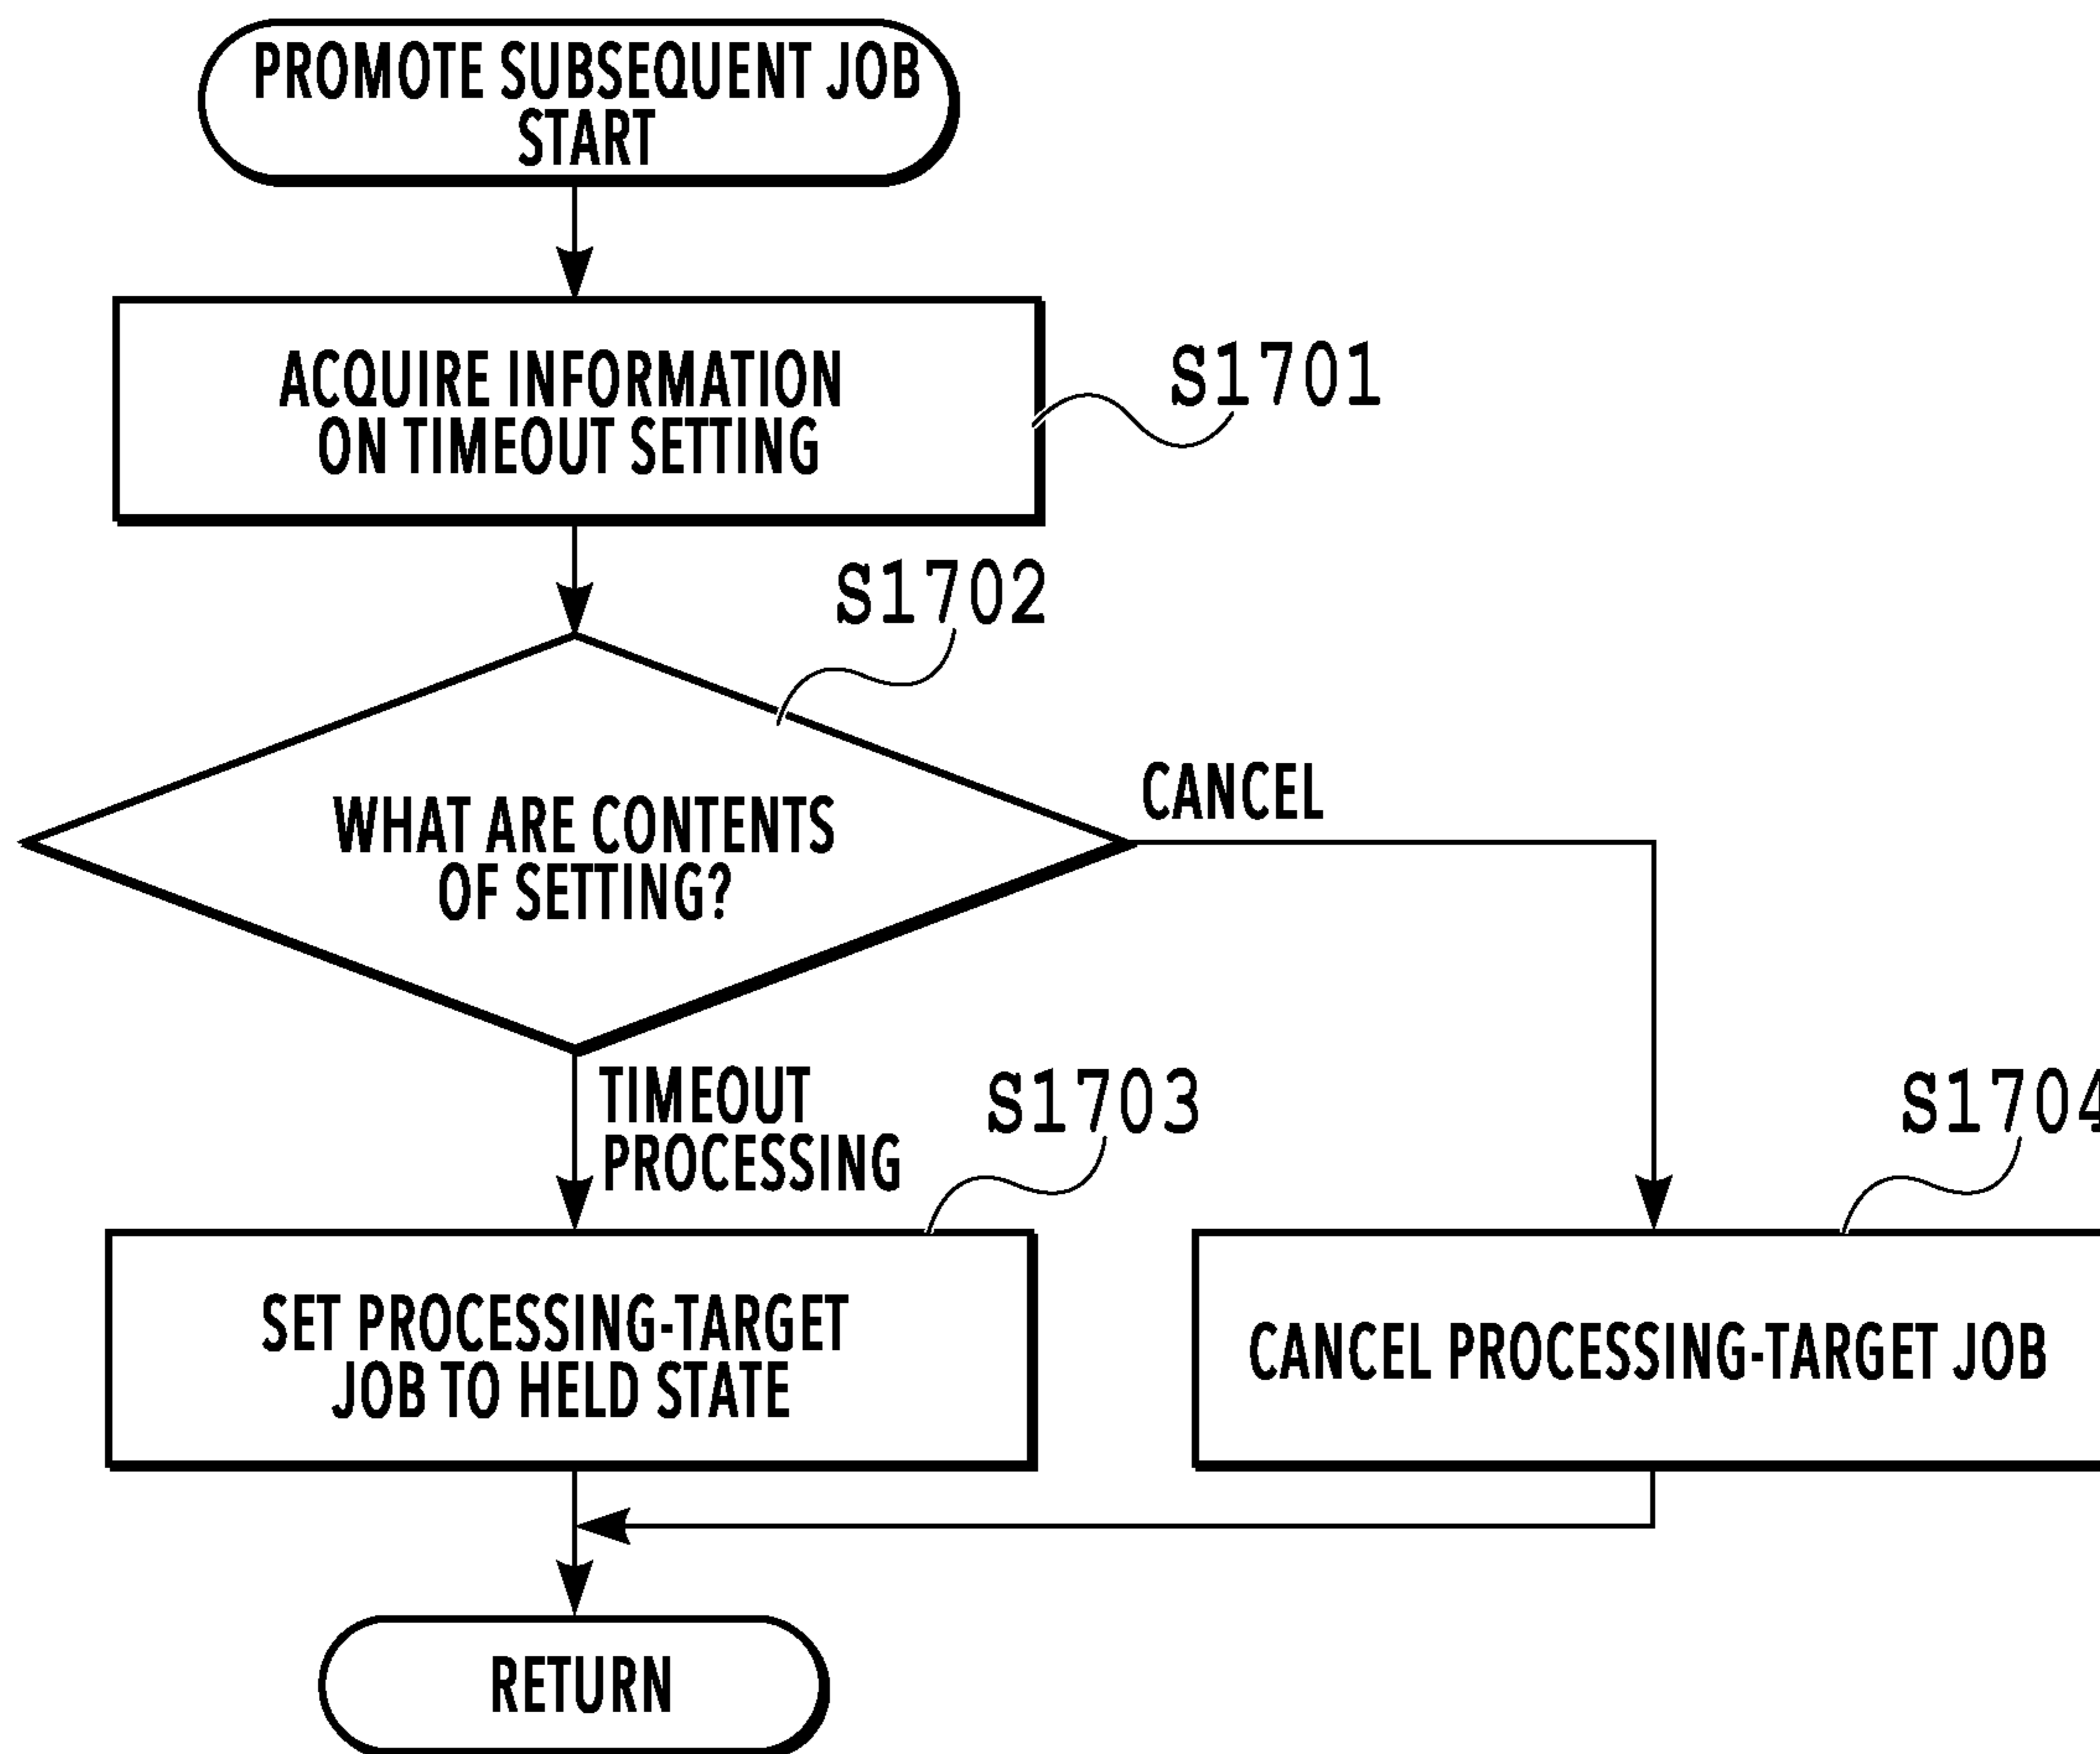 PROMOTE SUBSEQUENT JOB
START
ACQUIRE INFORMATION
ON TIMEOUT SETTING
S1701
S1702
WHAT ARE CONTENTS
OF SETTING?
CANCEL
TIMEOUT
PROCESSING
S1703
S1704
SET PROCESSING-TARGET
JOB TO HELD STATE
CANCEL PROCESSING-TARGET JOB
RETURN